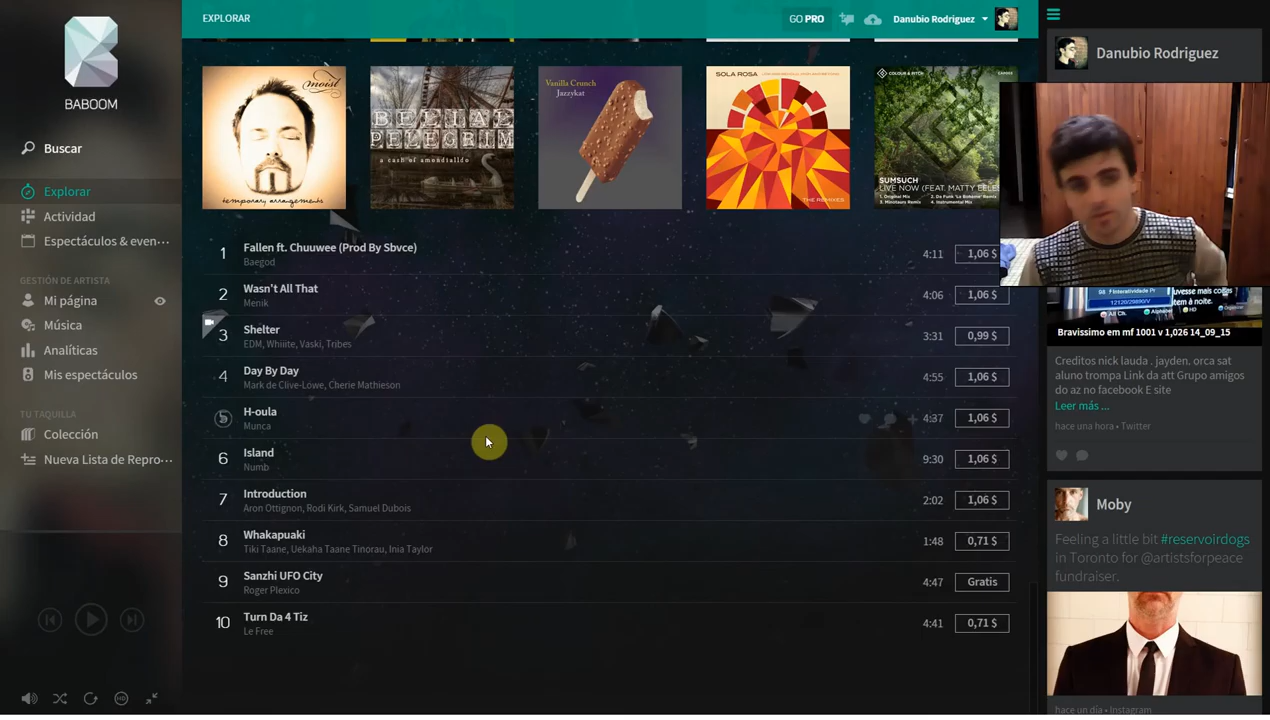 BABOOM
EXPLORAR
GO PRO
Danubio Rodriguez
Buscar
Explorar
Actividad
Espectáculos & even...
GESTIÓN DE ARTISTA
Mi página
Música
Analíticas
Mis espectáculos
TU TAQUILLA
Colección
Nueva Lista de Repro...
moist
temporary arrangements
BELIAL
PELEGRIM
a cash of amondialldo
Vanilla Crunch
Jazzykat
SOLA ROSA
THE REMIXES
COLOUR & PITCH
SUMSUCH
LIVE NOW (FEAT. MATTY EELE
1 Fallen ft. Chuuwee (Prod By Sbvce) 4:11 1,06 $
Baegod
2 Wasn't All That 4:06 1,06 $
Menik
3 Shelter 3:31 0,99 $
EDM, Whiiite, Vaski, Tribes
4 Day By Day 4:55 1,06 $
Mark de Clive-Lowe, Cherie Mathieson
5 H-oula 4:37 1,06 $
Munca
6 Island 9:30 1,06 $
Numb
7 Introduction 2:02 1,06 $
Aron Ottignon, Rodi Kirk, Samuel Dubois
8 Whakapuaki 1:48 0,71 $
Tiki Taane, Uekaha Taane Tinorau, Inia Taylor
9 Sanzhi UFO City 4:47 Gratis
Roger Plexico
10 Turn Da 4 Tiz 4:41 0,71 $
Le Free
HD
Danubio Rodriguez
12120/29890/V
Bravissimo em mf 1001 v 1,026 14_09_15
Creditos nick lauda . jayden. orca sat
aluno trompa Link da att Grupo amigos
do az no facebook E site
Leer más ...
hace una hora • Twitter
Moby
Feeling a little bit #reservoirdogs
in Toronto for @artistsforpeace
fundraiser.
hace un día • Instagram